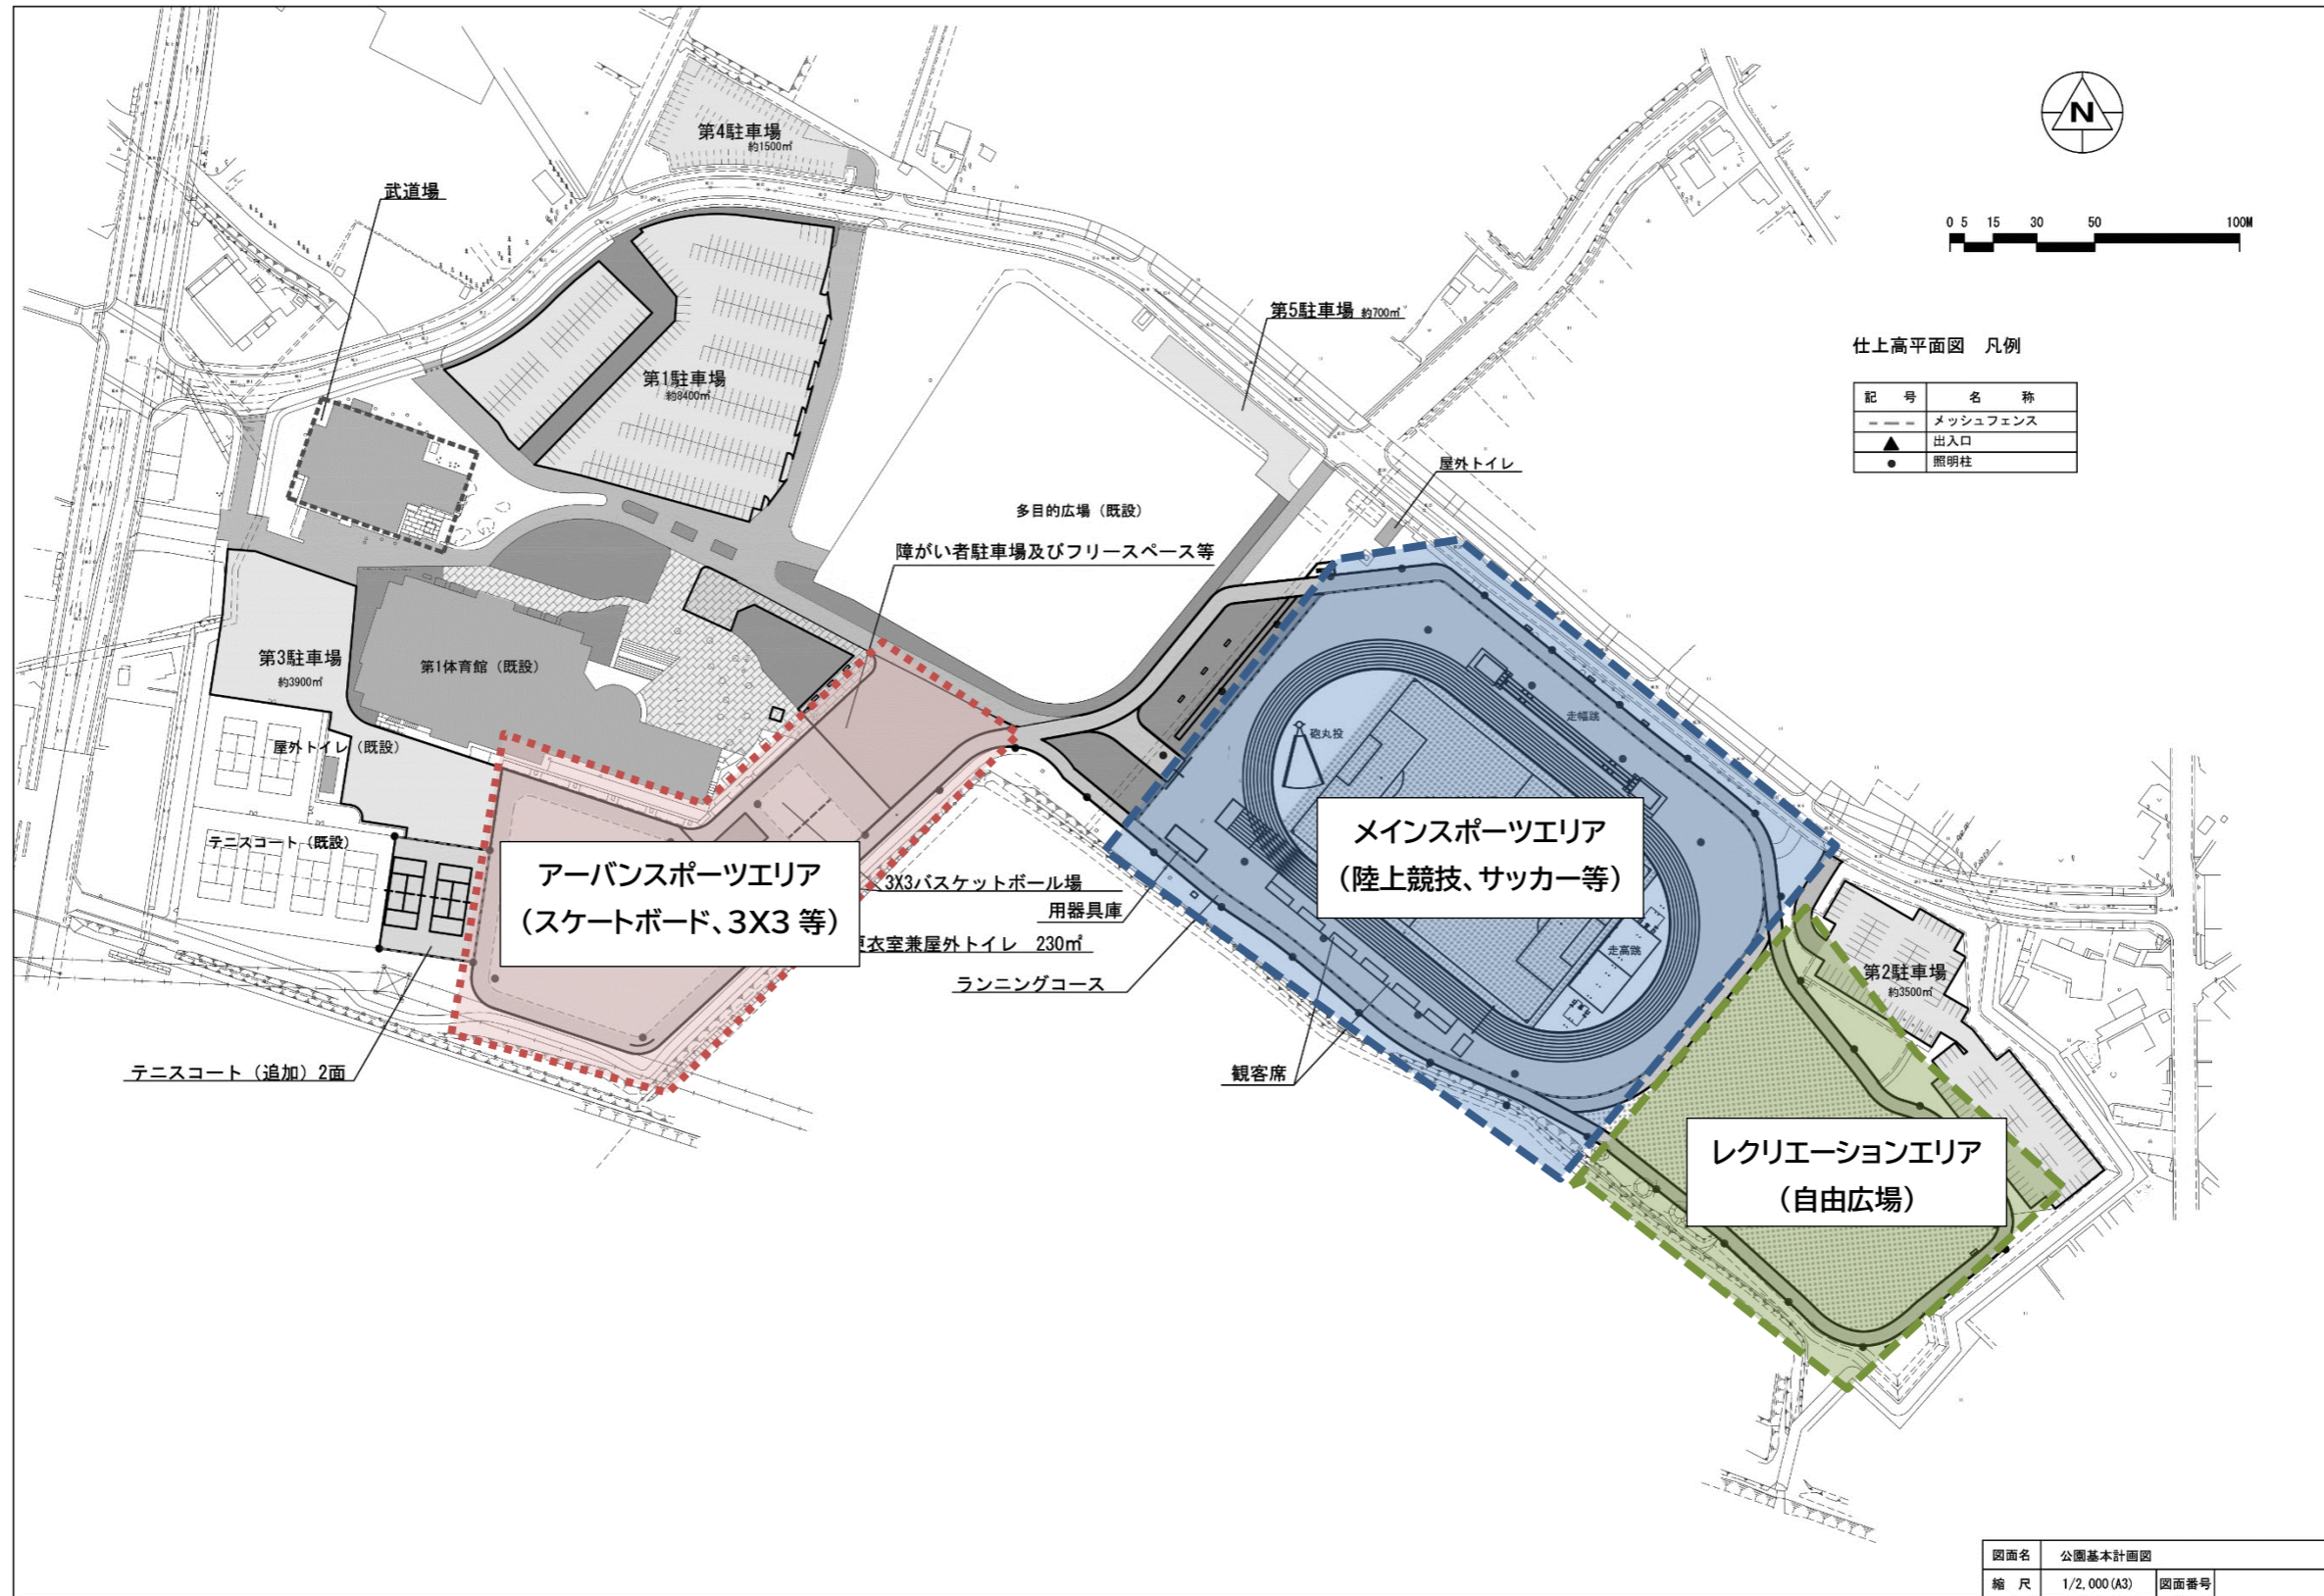 第4駐車場
約1500㎡
N
武道場
0 5 15 30 50 100M
第5駐車場 約700㎡
仕上高平面図 凡例
記 号 名 称
メッシュフェンス
出入口
照明柱
第1駐車場
約8400㎡
屋外トイレ
多目的広場（既設）
障がい者駐車場及びフリースペース等
第3駐車場
約3900㎡
第1体育館（既設）
走幅跳
砲丸投
屋外トイレ（既設）
テニスコート（既設）
アーバンスポーツエリア
（スケートボード、3X3 等）
3X3バスケットボール場
用器具庫
更衣室兼屋外トイレ 230㎡
ランニングコース
メインスポーツエリア
（陸上競技、サッカー等）
走高跳
第2駐車場
約3500㎡
テニスコート（追加）2面
観客席
レクリエーションエリア
（自由広場）
図面名 公園基本計画図
縮 尺 1/2,000(A3) 図面番号